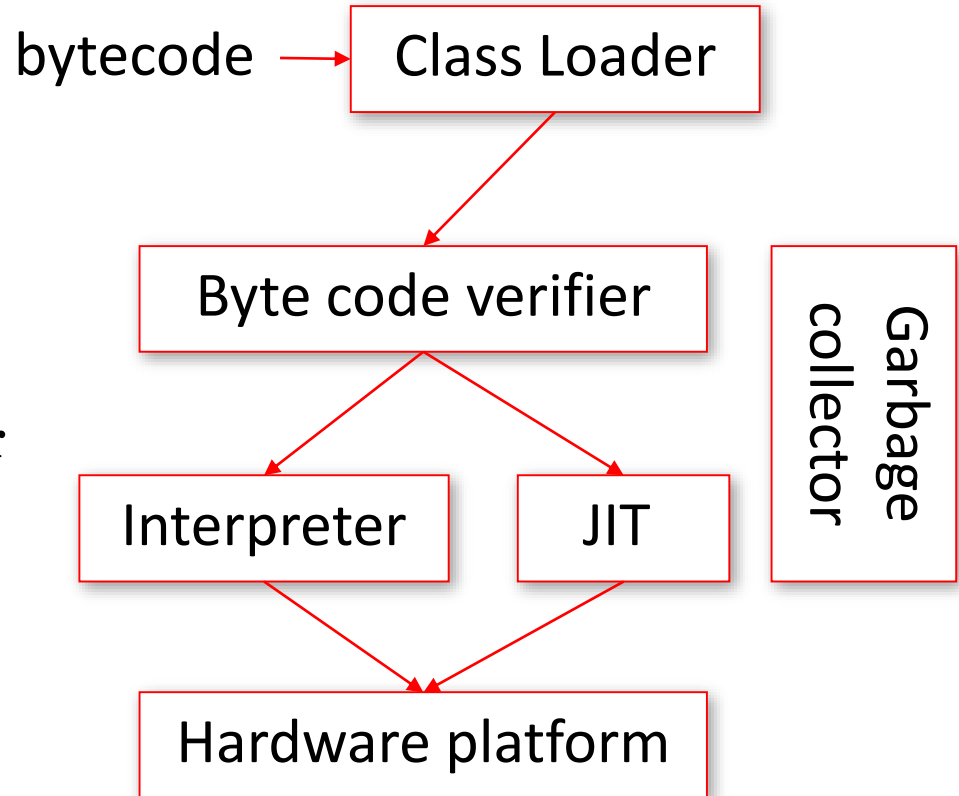 bytecode
Class Loader
Byte code verifier
Garbage
collector
Interpreter
JIT
Hardware platform